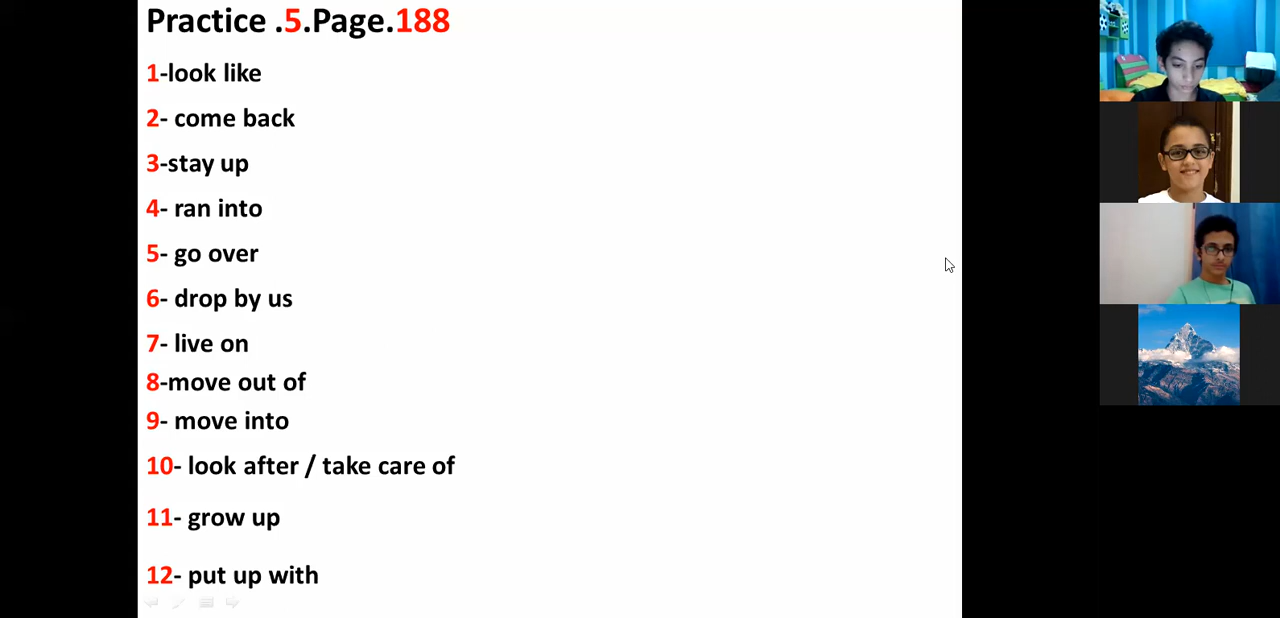 Practice .5.Page.188
1-look like
2- come back
3-stay up
4- ran into
5- go over
6- drop by us
7- live on
8-move out of
9- move into
10- look after / take care of
11- grow up
12- put up with